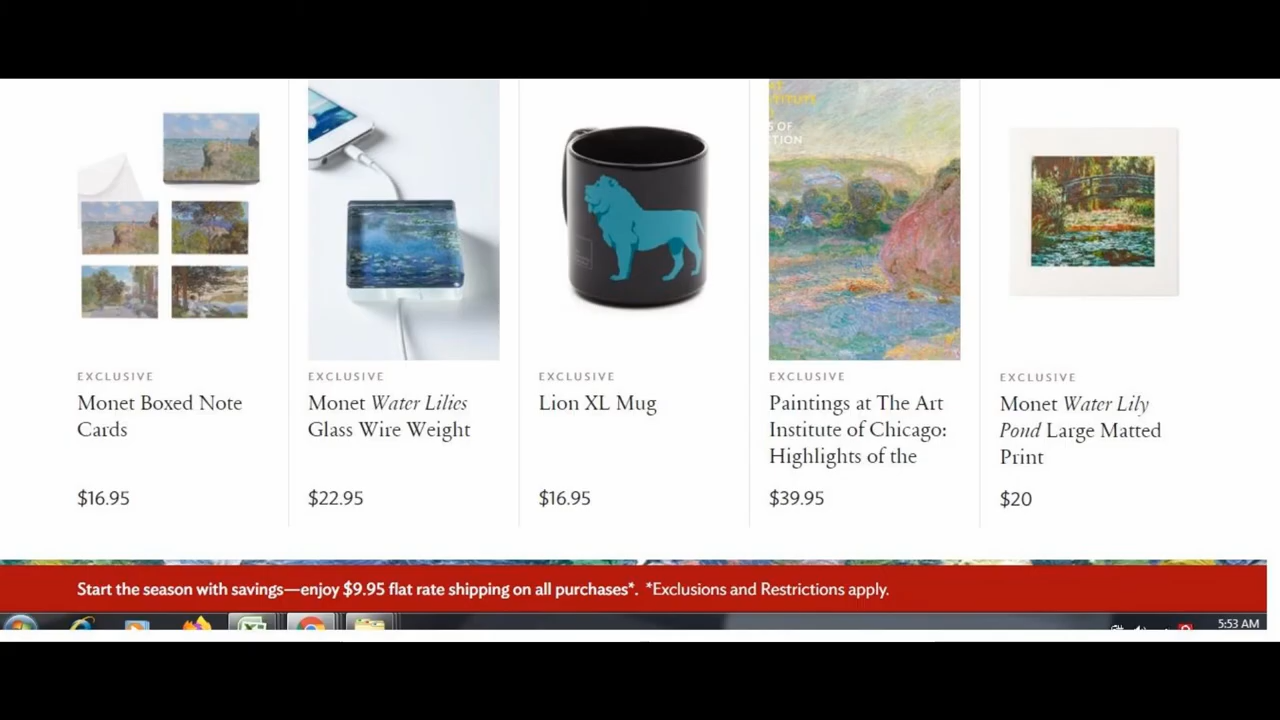 TITUTE
S OF
TION
EXCLUSIVE
Monet Boxed Note
Cards
$16.95
EXCLUSIVE
Monet Water Lilies
Glass Wire Weight
$22.95
EXCLUSIVE
Lion XL Mug
$16.95
EXCLUSIVE
Paintings at The Art
Institute of Chicago:
Highlights of the
$39.95
EXCLUSIVE
Monet Water Lily
Pond Large Matted
Print
$20
Start the season with savings—enjoy $9.95 flat rate shipping on all purchases*. *Exclusions and Restrictions apply.
5:53 AM